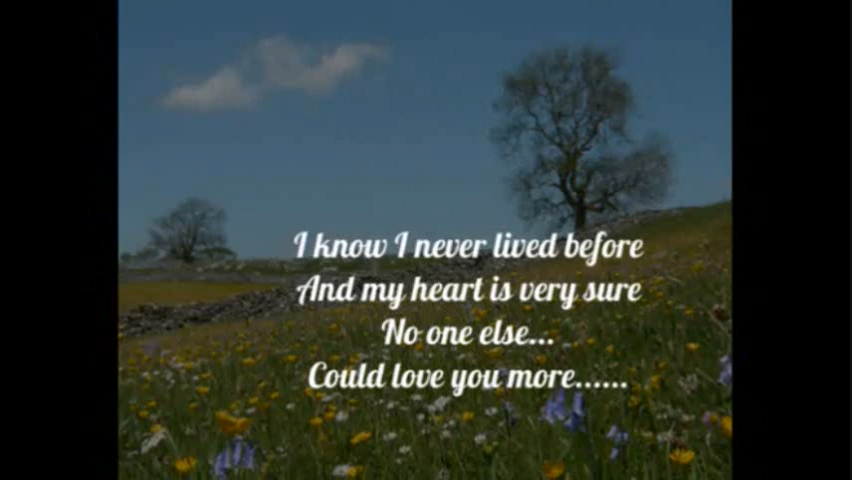 I know I never lived before
And my heart is very sure
No one else...
Could love you more......